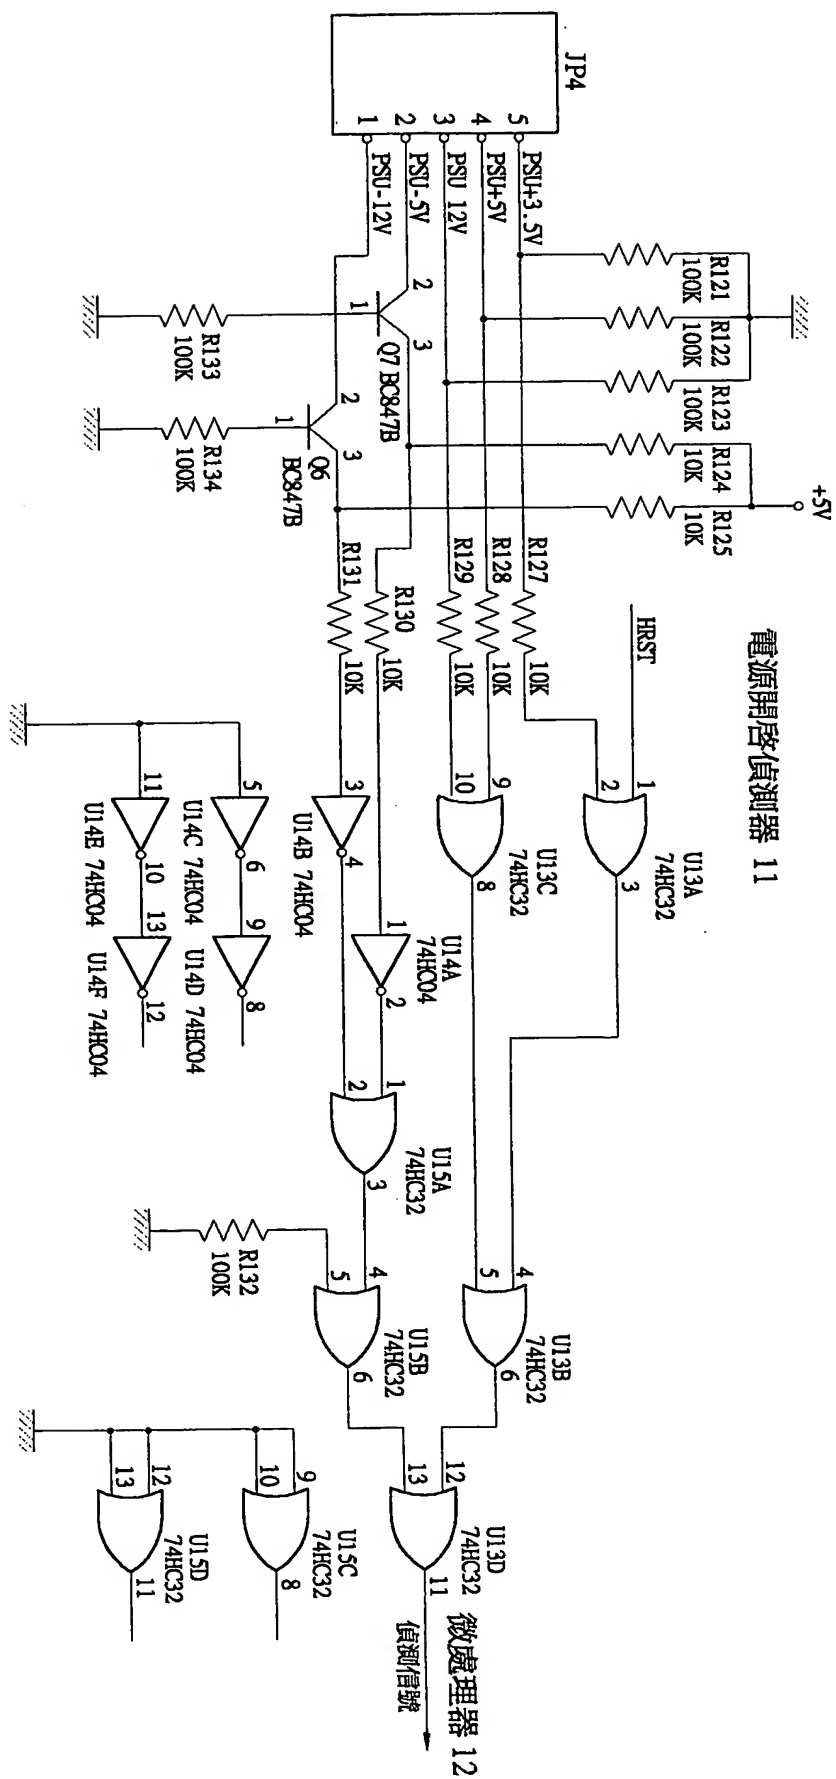 電源開啓偵測器 11
JP4
5
4
3
2
1
PSU+3.5V
PSU+5V
PSU 12V
PSU-5V
PSU-12V
R121
100K
R122
100K
R123
100K
R124
10K
R125
10K
+5V
2
1
3
Q7 BC847B
2
1
3
Q6
BC847B
R133
100K
R134
100K
R127
10K
R128
10K
R129
10K
R130
10K
R131
10K
HRST
1
2
3
U13A
74HC32
9
10
8
U13C
74HC32
1
2
U14A
74HC04
3
4
U14B 74HC04
5
6
U14C 74HC04
9
8
U14D 74HC04
11
10
U14E 74HC04
13
12
U14F 74HC04
1
2
3
U15A
74HC32
R132
100K
4
5
6
U13B
74HC32
4
5
6
U15B
74HC32
12
13
11
U13D
74HC32
微處理器 12
偵測信號
9
10
8
U15C
74HC32
12
13
11
U15D
74HC32